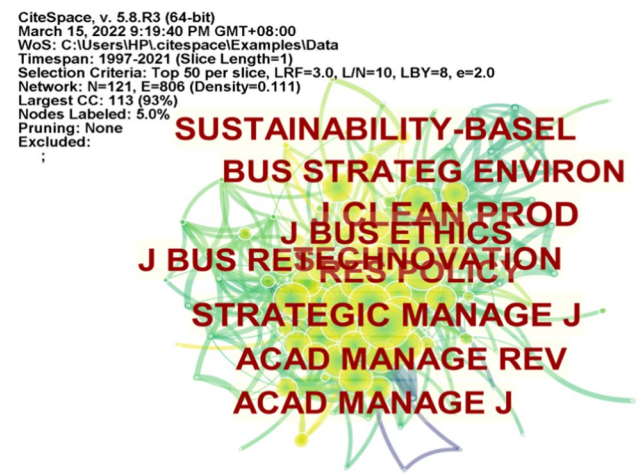 CiteSpace, v. 5.8.R3 (64-bit)
March 15, 2022 9:19:40 PM GMT+08:00
WoS: C:\Users\HP\.citespace\Examples\Data
Timespan: 1997-2021 (Slice Length=1)
Selection Criteria: Top 50 per slice, LRF=3.0, L/N=10, LBY=8, e=2.0
Network: N=121, E=806 (Density=0.111)
Largest CC: 113 (93%)
Nodes Labeled: 5.0%
Pruning: None
Excluded:
;
SUSTAINABILITY-BASEL
BUS STRATEG ENVIRON
J CLEAN PROD
J BUS ETHICS
J BUS RES
TECHNOVATION
RES POLICY
STRATEGIC MANAGE J
ACAD MANAGE REV
ACAD MANAGE J